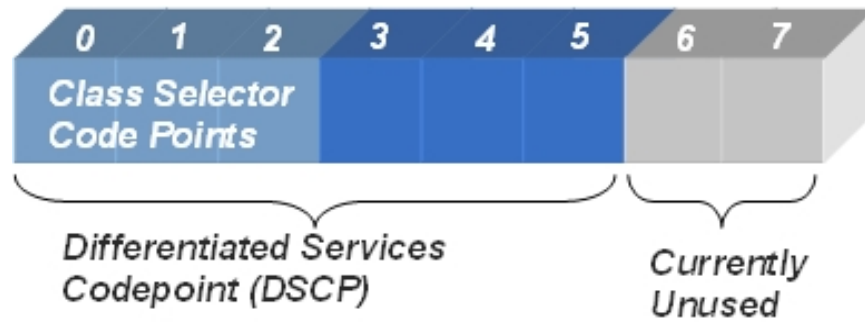 0 1 2 3 4 5 6 7
Class Selector
Code Points
Differentiated Services
Codepoint (DSCP)
Currently
Unused